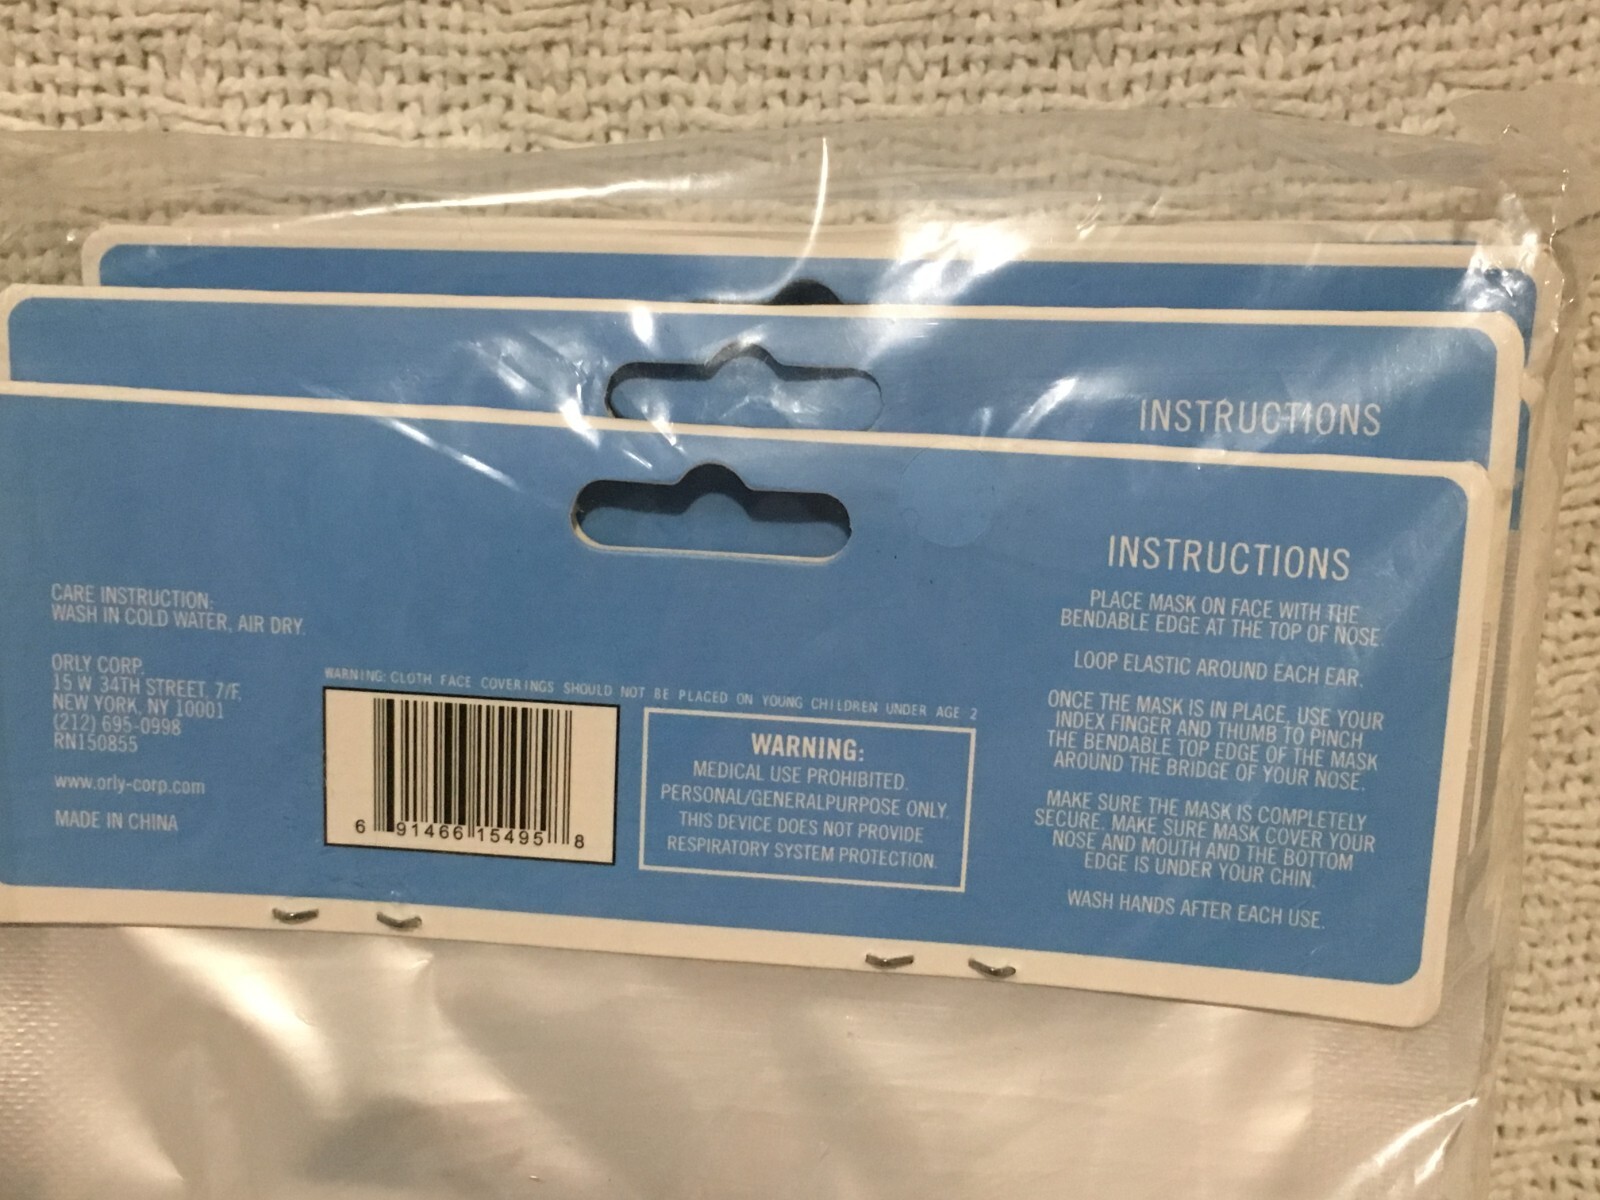 INSTRUCTIONS
INSTRUCTIONS
PLACE MASK ON FACE WITH THE
BENDABLE EDGE AT THE TOP OF NOSE.
LOOP ELASTIC AROUND EACH EAR.
ONCE THE MASK IS IN PLACE, USE YOUR
INDEX FINGER AND THUMB TO PINCH
THE BENDABLE TOP EDGE OF THE MASK
AROUND THE BRIDGE OF YOUR NOSE.
MAKE SURE THE MASK IS COMPLETELY
SECURE. MAKE SURE MASK COVER YOUR
NOSE AND MOUTH AND THE BOTTOM
EDGE IS UNDER YOUR CHIN.
WASH HANDS AFTER EACH USE.
CARE INSTRUCTION:
WASH IN COLD WATER, AIR DRY.
ORLY CORP.
15 W 34TH STREET, 7/F,
NEW YORK, NY 10001
(212) 695-0998
RN150855
www.orly-corp.com
MADE IN CHINA
WARNING: CLOTH FACE COVERINGS SHOULD NOT BE PLACED ON YOUNG CHILDREN UNDER AGE 2
6 91466 15495 8
WARNING:
MEDICAL USE PROHIBITED.
PERSONAL/GENERALPURPOSE ONLY.
THIS DEVICE DOES NOT PROVIDE
RESPIRATORY SYSTEM PROTECTION.